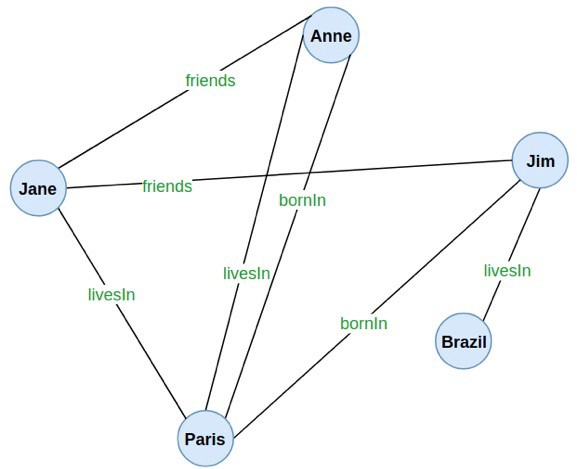 Anne
friends
Jim
Jane
friends
bornIn
livesIn
livesIn
livesIn
bornIn
Brazil
Paris